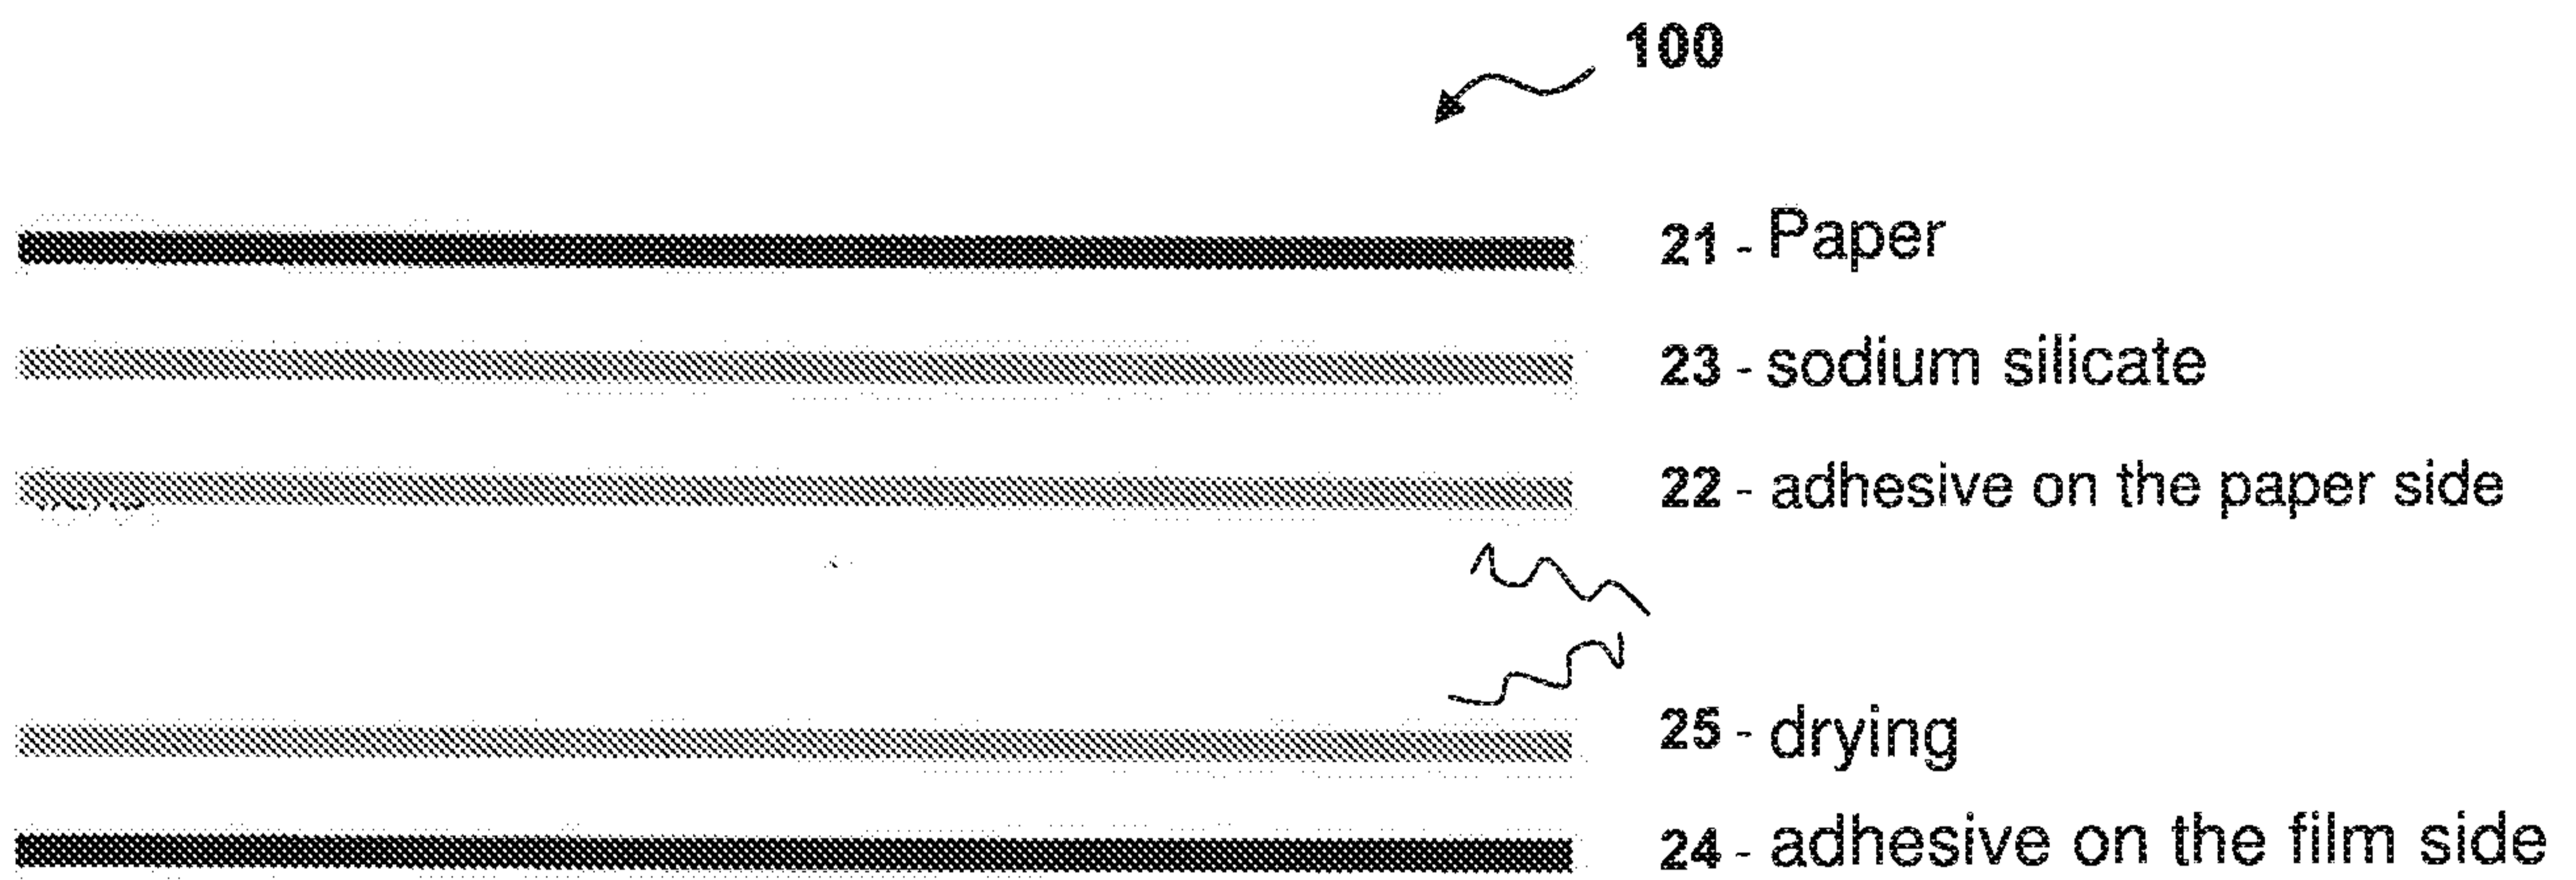 100
21 - Paper
23 - sodium silicate
22 - adhesive on the paper side
25 - drying
24 - adhesive on the film side